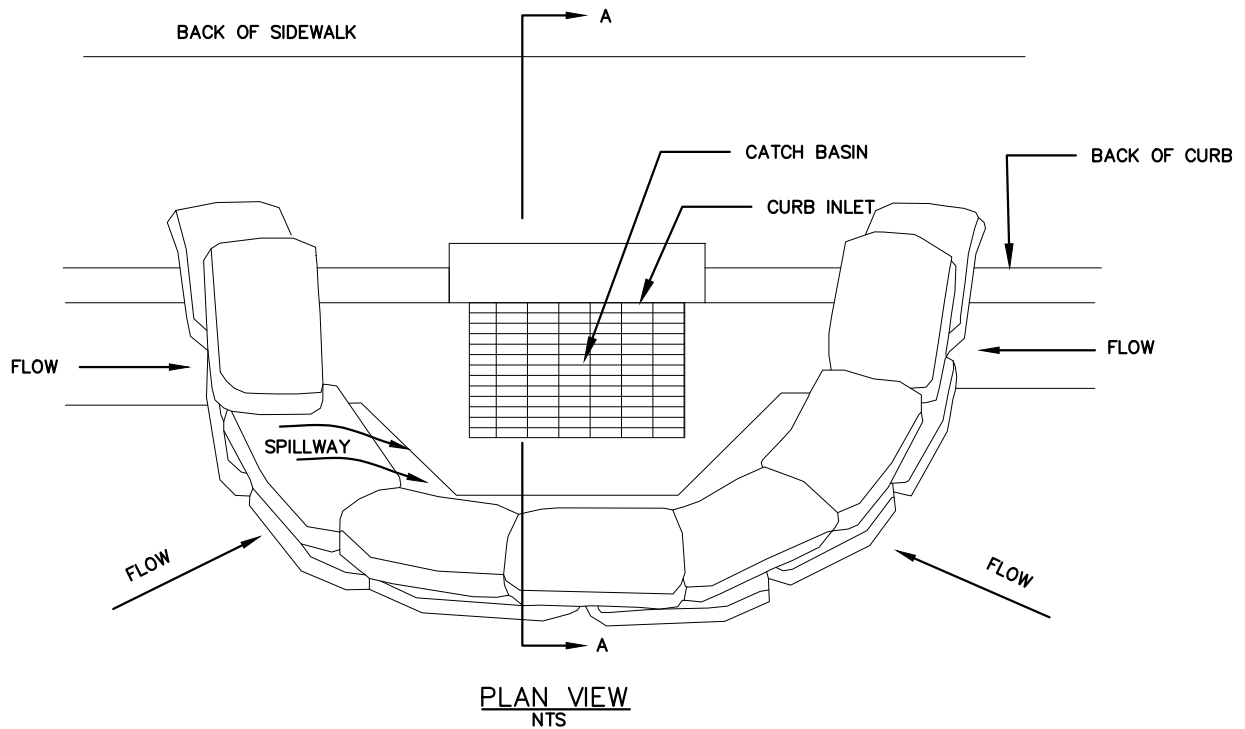 A
BACK OF SIDEWALK
CATCH BASIN
BACK OF CURB
CURB INLET
FLOW
FLOW
SPILLWAY
FLOW
FLOW
A
PLAN VIEW
NTS